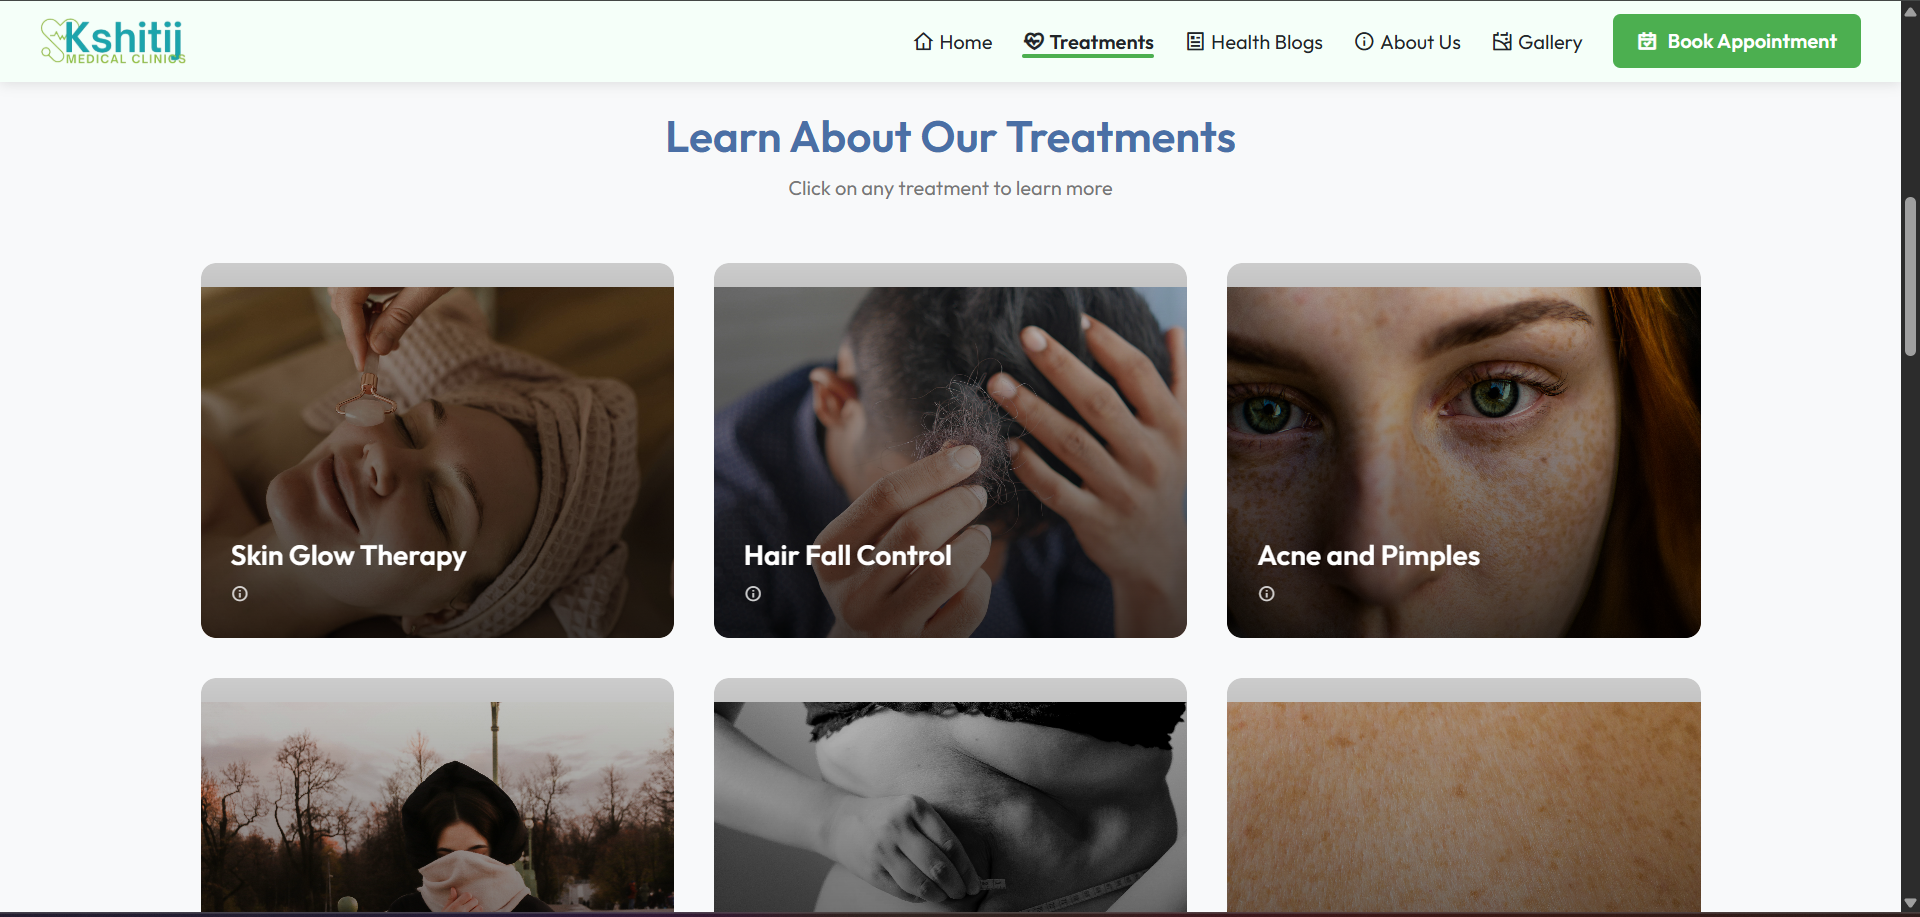 Kshitij
MEDICAL CLINICS
Home
Treatments
Health Blogs
About Us
Gallery
Book Appointment
Learn About Our Treatments
Click on any treatment to learn more
Skin Glow Therapy
Hair Fall Control
Acne and Pimples